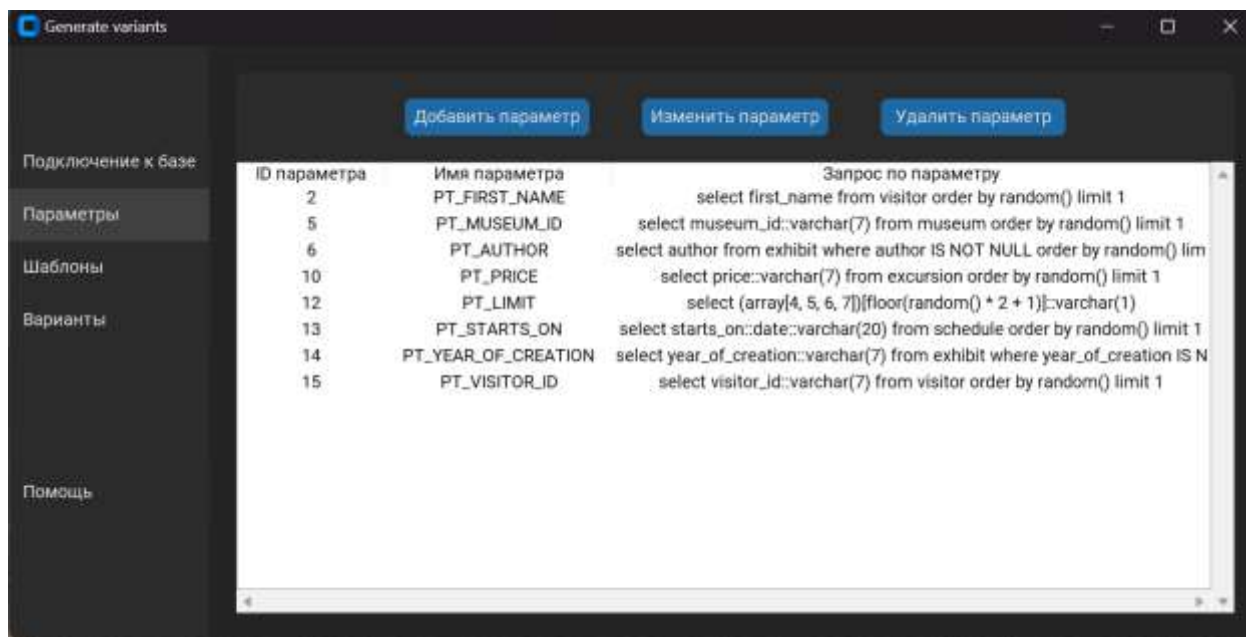 Generate variants
Добавить параметр Изменить параметр Удалить параметр
Подключение к базе
Параметры
Шаблоны
Варианты
Помощь
ID параметра Имя параметра Запрос по параметру
2 PT_FIRST_NAME select first_name from visitor order by random() limit 1
5 PT_MUSEUM_ID select museum_id::varchar(7) from museum order by random() limit 1
6 PT_AUTHOR select author from exhibit where author IS NOT NULL order by random() lim
10 PT_PRICE select price::varchar(7) from excursion order by random() limit 1
12 PT_LIMIT select (array[4, 5, 6, 7])[floor(random() * 2 + 1)]::varchar(1)
13 PT_STARTS_ON select starts_on::date::varchar(20) from schedule order by random() limit 1
14 PT_YEAR_OF_CREATION select year_of_creation::varchar(7) from exhibit where year_of_creation IS N
15 PT_VISITOR_ID select visitor_id::varchar(7) from visitor order by random() limit 1